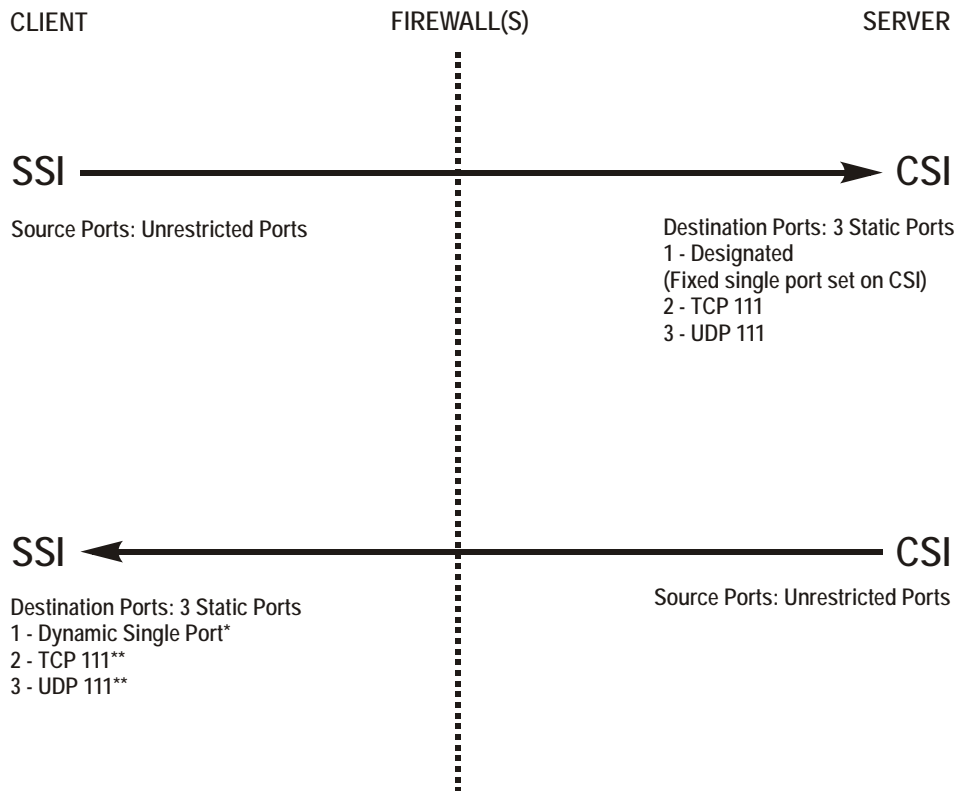 CLIENT FIREWALL(S) SERVER
SSI CSI
Source Ports: Unrestricted Ports
Destination Ports: 3 Static Ports
1 - Designated
(Fixed single port set on CSI)
2 - TCP 111
3 - UDP 111
SSI CSI
Destination Ports: 3 Static Ports
1 - Dynamic Single Port*
2 - TCP 111**
3 - UDP 111**
Source Ports: Unrestricted Ports